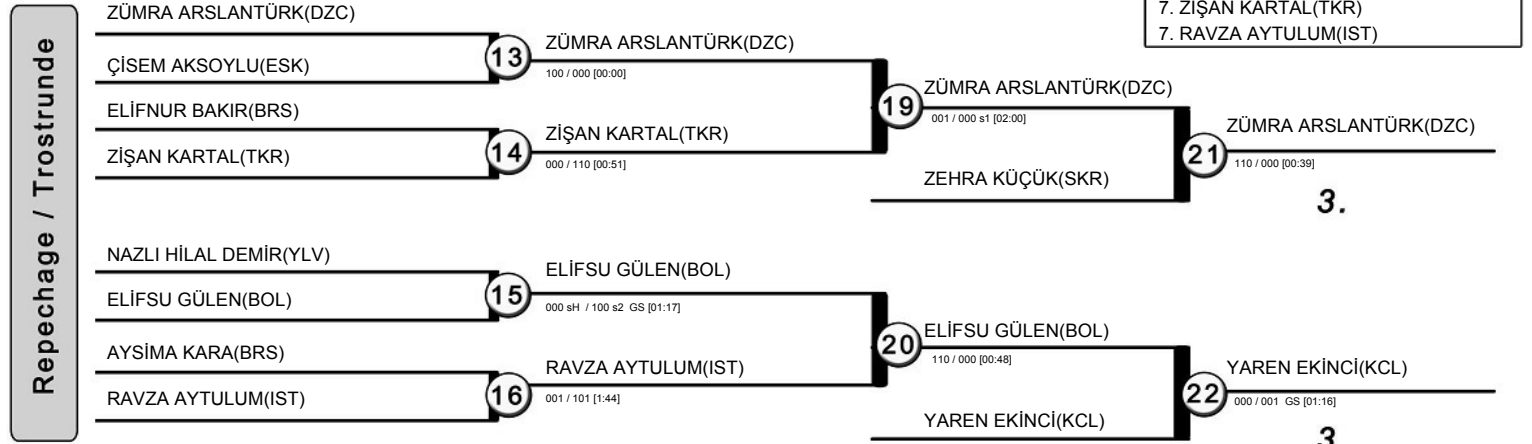 Repechage / Trostrunde
7. ZİŞAN KARTAL(TKR)
7. RAVZA AYTULUM(IST)
ZÜMRA ARSLANTÜRK(DZC)
ÇİSEM AKSOYLU(ESK)
13
ZÜMRA ARSLANTÜRK(DZC)
100 / 000 [00:00]
ELİFNUR BAKIR(BRS)
ZİŞAN KARTAL(TKR)
14
ZİŞAN KARTAL(TKR)
000 / 110 [00:51]
19
ZÜMRA ARSLANTÜRK(DZC)
001 / 000 s1 [02:00]
ZEHRA KÜÇÜK(SKR)
21
ZÜMRA ARSLANTÜRK(DZC)
110 / 000 [00:39]
3.
NAZLI HİLAL DEMİR(YLV)
ELİFSU GÜLEN(BOL)
15
ELİFSU GÜLEN(BOL)
000 sH / 100 s2 GS [01:17]
AYSİMA KARA(BRS)
RAVZA AYTULUM(IST)
16
RAVZA AYTULUM(IST)
001 / 101 [1:44]
20
ELİFSU GÜLEN(BOL)
110 / 000 [00:48]
YAREN EKİNCİ(KCL)
22
YAREN EKİNCİ(KCL)
000 / 001 GS [01:16]
3